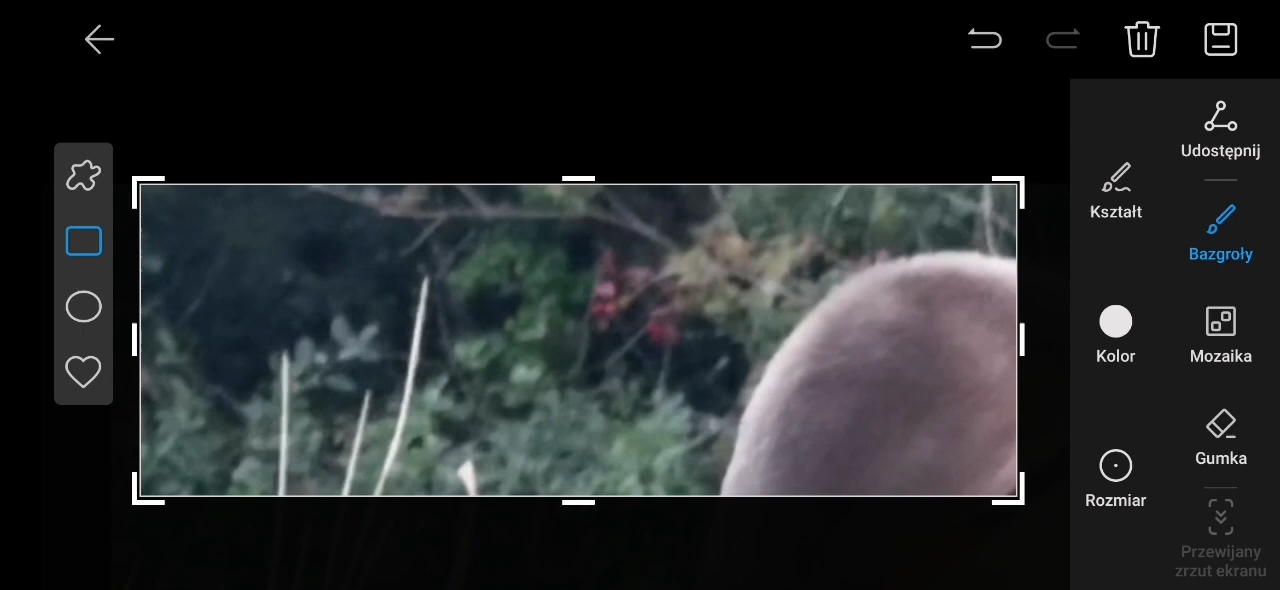 Udostępnij
Kształt
Bazgroły
Kolor
Mozaika
Gumka
Rozmiar
Przewijany
zrzut ekranu